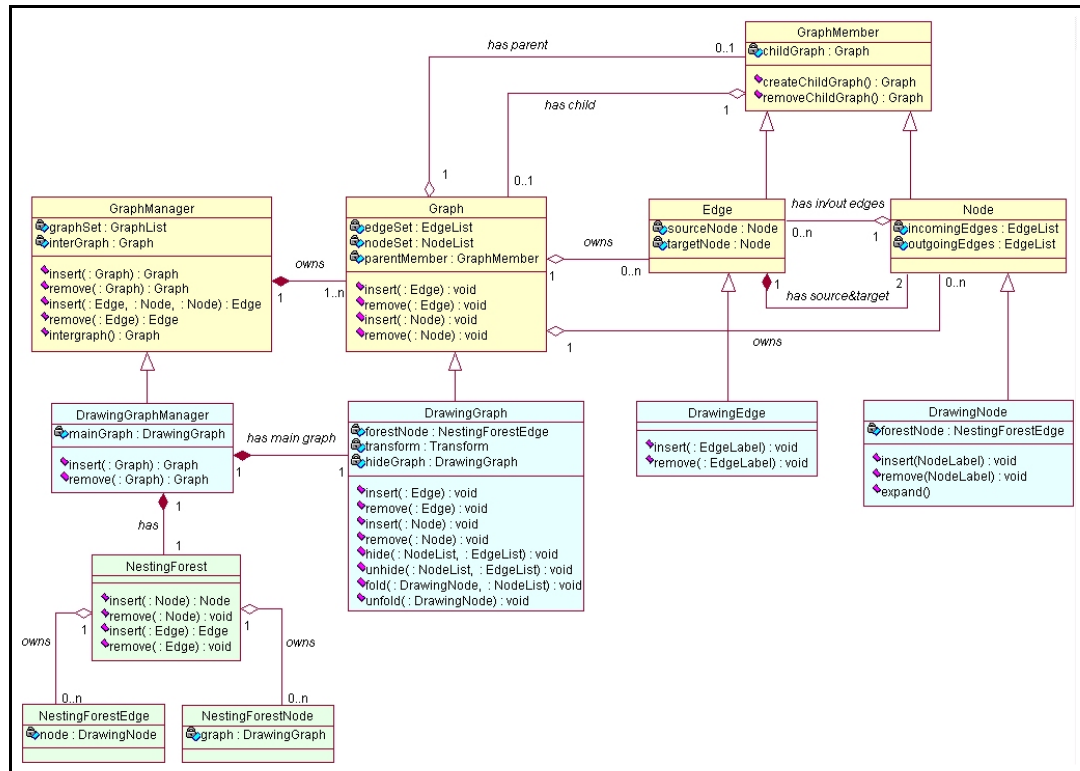 GraphMember
childGraph : Graph
createChildGraph() : Graph
removeChildGraph() : Graph
has parent
0..1
1
has child
1
0..1
GraphManager
graphSet : GraphList
interGraph : Graph
insert( : Graph) : Graph
remove( : Graph) : Graph
insert( : Edge, : Node, : Node) : Edge
remove( : Edge) : Edge
intergraph() : Graph
owns
1
1..n
Graph
edgeSet : EdgeList
nodeSet : NodeList
parentMember : GraphMember
insert( : Edge) : void
remove( : Edge) : void
insert( : Node) : void
remove( : Node) : void
owns
1
0..n
Edge
sourceNode : Node
targetNode : Node
has in/out edges
0..n
1
Node
incomingEdges : EdgeList
outgoingEdges : EdgeList
1
2
0..n
has source&target
1
owns
DrawingGraphManager
mainGraph : DrawingGraph
insert( : Graph) : Graph
remove( : Graph) : Graph
has main graph
1
1
DrawingGraph
forestNode : NestingForestEdge
transform : Transform
hideGraph : DrawingGraph
insert( : Edge) : void
remove( : Edge) : void
insert( : Node) : void
remove( : Node) : void
hide( : NodeList, : EdgeList) : void
unhide( : NodeList, : EdgeList) : void
fold( : DrawingNode, : NodeList) : void
unfold( : DrawingNode) : void
DrawingEdge
insert( : EdgeLabel) : void
remove( : EdgeLabel) : void
DrawingNode
forestNode : NestingForestEdge
insert(NodeLabel) : void
remove(NodeLabel) : void
expand()
1
has
1
NestingForest
insert( : Node) : Node
remove( : Node) : void
insert( : Edge) : Edge
remove( : Edge) : void
1
1
owns
owns
0..n
0..n
NestingForestEdge
node : DrawingNode
NestingForestNode
graph : DrawingGraph